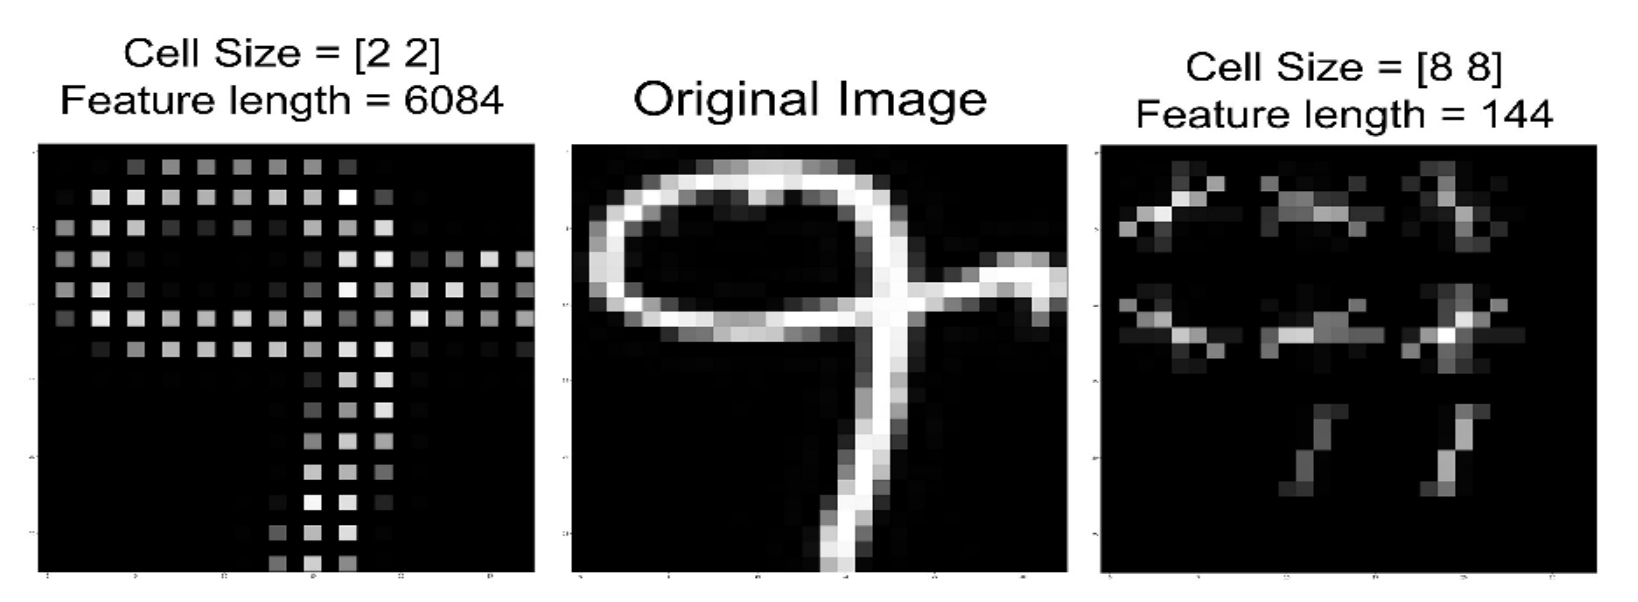 Cell Size = [2 2]
Feature length = 6084
Original Image
Cell Size = [8 8]
Feature length = 144